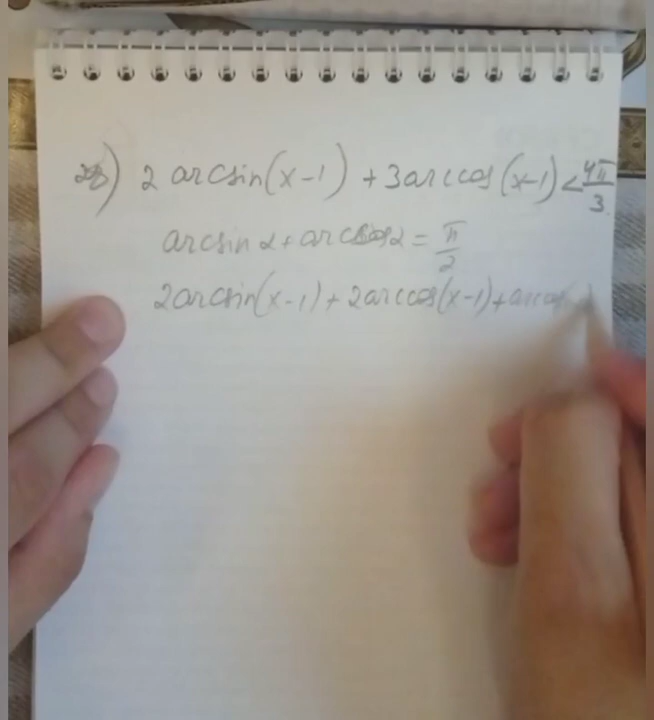 28) 2 arcsin(x-1) + 3arccos(x-1) < 4π/3
arcsin α + arccos α = π/2
2arcsin(x-1) + 2arccos(x-1) + arccos